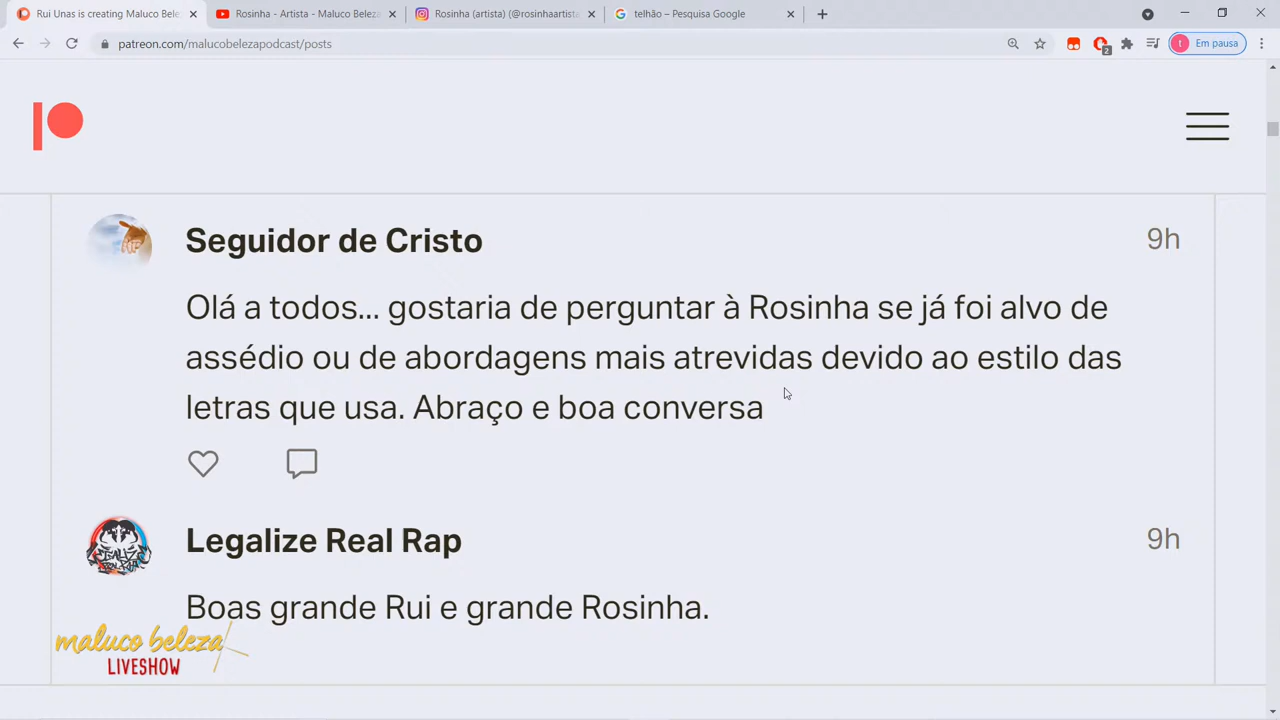 Rui Unas is creating Maluco Bele
Rosinha - Artista - Maluco Beleza
Rosinha (artista) (@rosinhaartista
telhão – Pesquisa Google
patreon.com/malucobelezapodcast/posts
2
t
Em pausa
Seguidor de Cristo
9h
Olá a todos... gostaria de perguntar à Rosinha se já foi alvo de
assédio ou de abordagens mais atrevidas devido ao estilo das
letras que usa. Abraço e boa conversa
Legalize Real Rap
9h
Boas grande Rui e grande Rosinha.
maluco beleza
LIVESHOW